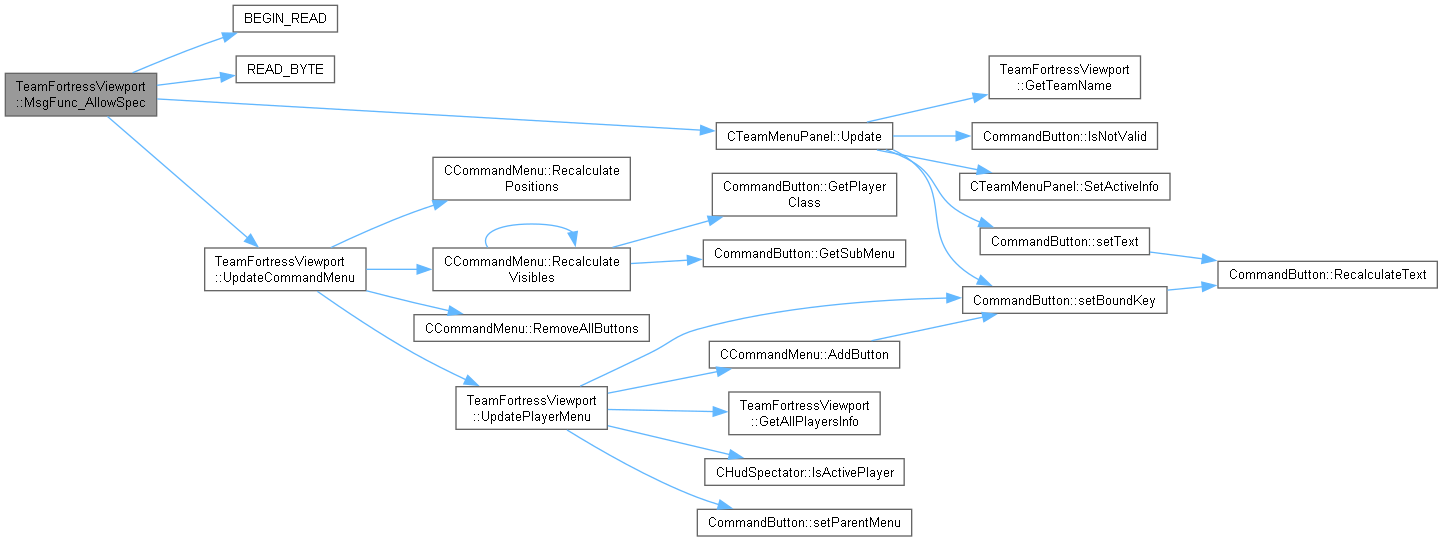 BEGIN_READ
READ_BYTE
TeamFortressViewport
::MsgFunc_AllowSpec
TeamFortressViewport
::GetTeamName
CTeamMenuPanel::Update
CommandButton::IsNotValid
CTeamMenuPanel::SetActiveInfo
CCommandMenu::Recalculate
Positions
CommandButton::GetPlayer
Class
CommandButton::setText
TeamFortressViewport
::UpdateCommandMenu
CCommandMenu::Recalculate
Visibles
CommandButton::GetSubMenu
CommandButton::RecalculateText
CommandButton::setBoundKey
CCommandMenu::RemoveAllButtons
CCommandMenu::AddButton
TeamFortressViewport
::UpdatePlayerMenu
TeamFortressViewport
::GetAllPlayersInfo
CHudSpectator::IsActivePlayer
CommandButton::setParentMenu